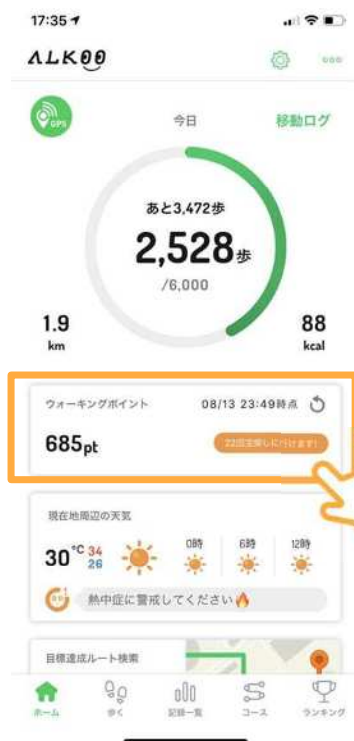 17:35
ALKOO
GPS
今日
移動ログ
あと3,472歩
2,528歩
/6,000
1.9
km
88
kcal
ウォーキングポイント
08/13 23:49時点
685pt
22回宝探しに行けます!
現在地周辺の天気
30℃
34
26
0時
6時
12時
熱中症に警戒してください
目標達成ルート検索
ホーム
歩く
記録一覧
コース
ランキング